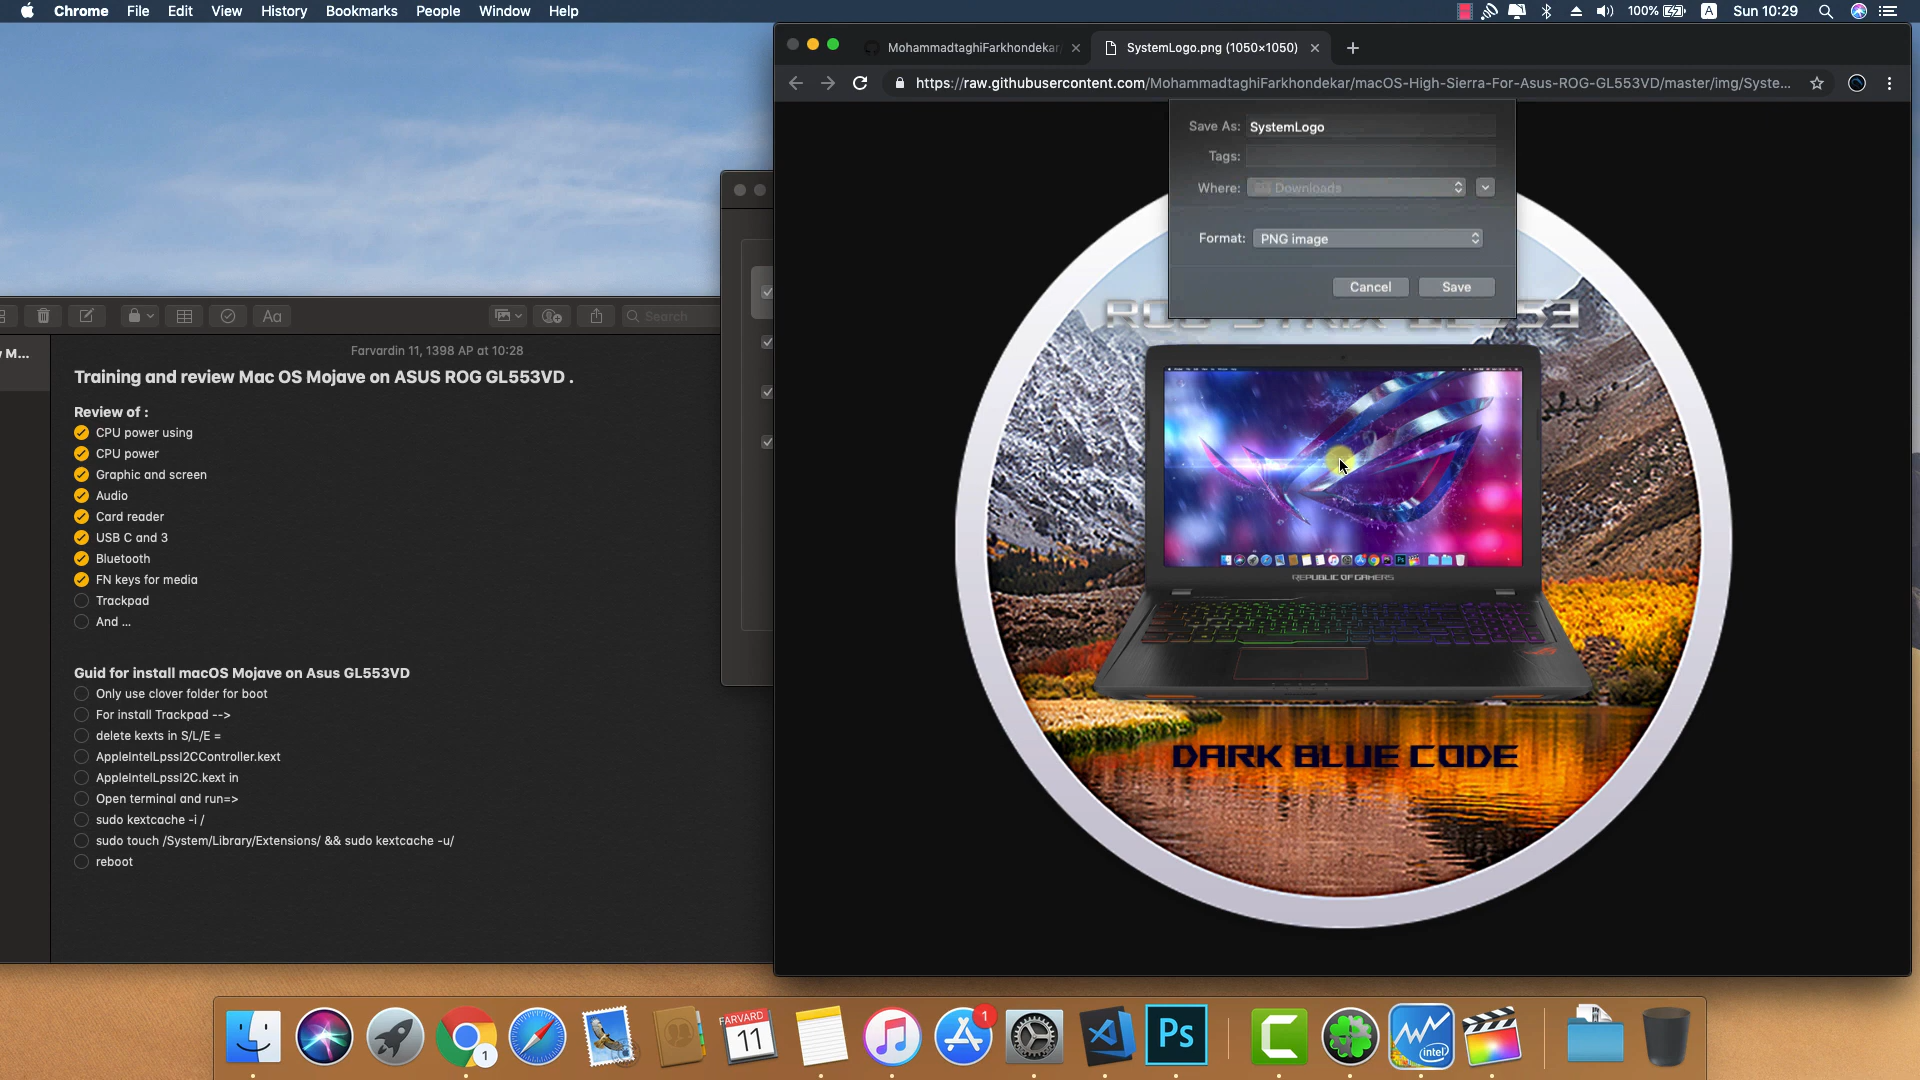 Chrome File Edit View History Bookmarks People Window Help
100% A Sun 10:29
MohammadtaghiFarkhondekar
SystemLogo.png (1050×1050)
https://raw.githubusercontent.com/MohammadtaghiFarkhondekar/macOS-High-Sierra-For-Asus-ROG-GL553VD/master/img/Syste...
Save As: SystemLogo
Tags:
Where: Downloads
Format: PNG image
Cancel Save
Aa
Search
M...
Farvardin 11, 1398 AP at 10:28
Training and review Mac OS Mojave on ASUS ROG GL553VD .
Review of :
CPU power using
CPU power
Graphic and screen
Audio
Card reader
USB C and 3
Bluetooth
FN keys for media
Trackpad
And ...
Guid for install macOS Mojave on Asus GL553VD
Only use clover folder for boot
For install Trackpad -->
delete kexts in S/L/E =
AppleIntelLpssI2CController.kext
AppleIntelLpssI2C.kext in
Open terminal and run=>
sudo kextcache -i /
sudo touch /System/Library/Extensions/ && sudo kextcache -u/
reboot
REPUBLIC OF GAMERS
DARK BLUE CODE
1
FARVARD
11
1
Ps
intel